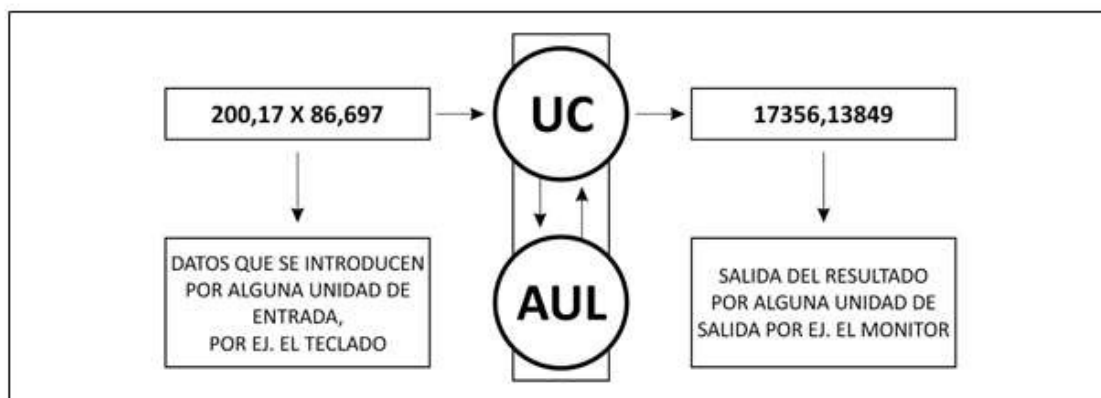 200,17 X 86,697
UC
17356,13849
DATOS QUE SE INTRODUCEN
POR ALGUNA UNIDAD DE
ENTRADA,
POR EJ. EL TECLADO
AUL
SALIDA DEL RESULTADO
POR ALGUNA UNIDAD DE
SALIDA POR EJ. EL MONITOR